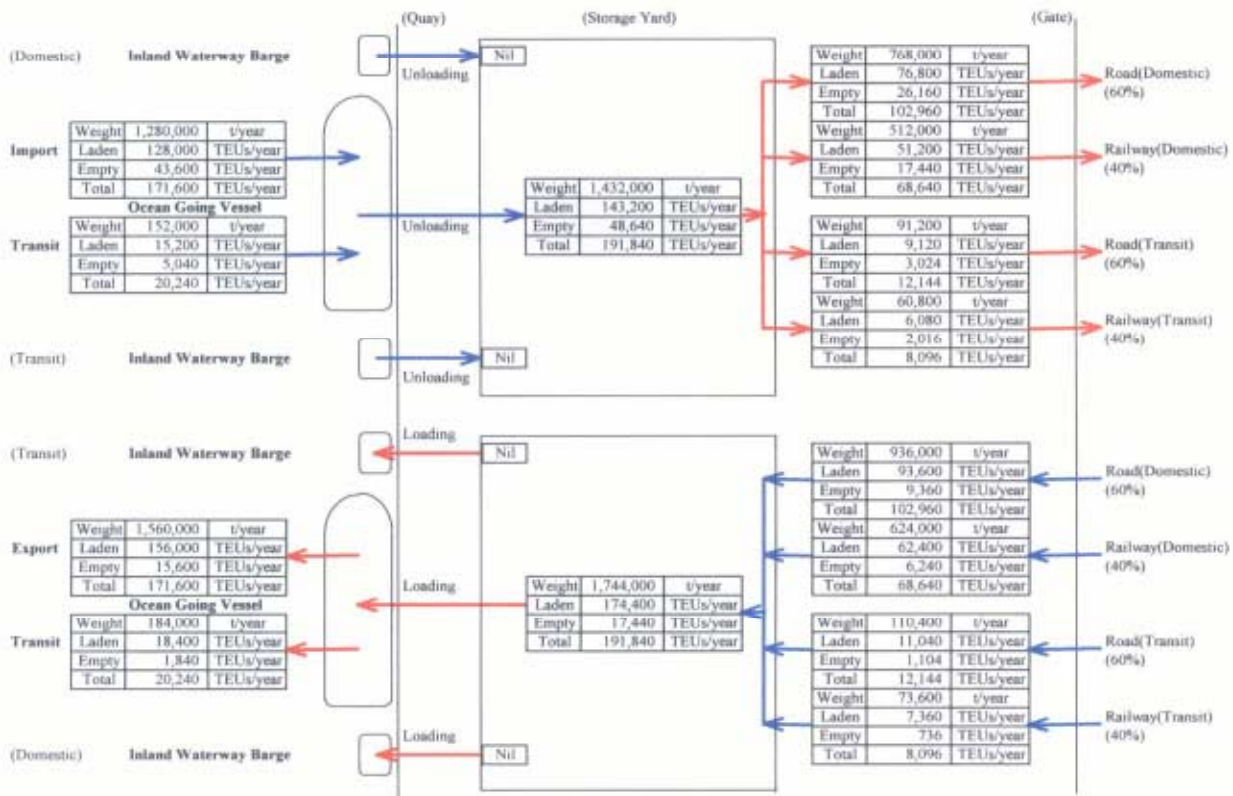 (Quay) (Storage Yard) (Gate)
(Domestic) Inland Waterway Barge
Unloading
Nil
Import
Weight 1,280,000 t/year
Laden 128,000 TEUs/year
Empty 43,600 TEUs/year
Total 171,600 TEUs/year
Ocean Going Vessel
Transit
Weight 152,000 t/year
Laden 15,200 TEUs/year
Empty 5,040 TEUs/year
Total 20,240 TEUs/year
Unloading
Weight 1,432,000 t/year
Laden 143,200 TEUs/year
Empty 48,640 TEUs/year
Total 191,840 TEUs/year
Weight 768,000 t/year
Laden 76,800 TEUs/year
Empty 26,160 TEUs/year
Total 102,960 TEUs/year
Road(Domestic)
(60%)
Weight 512,000 t/year
Laden 51,200 TEUs/year
Empty 17,440 TEUs/year
Total 68,640 TEUs/year
Railway(Domestic)
(40%)
Weight 91,200 t/year
Laden 9,120 TEUs/year
Empty 3,024 TEUs/year
Total 12,144 TEUs/year
Road(Transit)
(60%)
Weight 60,800 t/year
Laden 6,080 TEUs/year
Empty 2,016 TEUs/year
Total 8,096 TEUs/year
Railway(Transit)
(40%)
(Transit) Inland Waterway Barge
Unloading
Nil
(Transit) Inland Waterway Barge
Loading
Nil
Export
Weight 1,560,000 t/year
Laden 156,000 TEUs/year
Empty 15,600 TEUs/year
Total 171,600 TEUs/year
Ocean Going Vessel
Transit
Weight 184,000 t/year
Laden 18,400 TEUs/year
Empty 1,840 TEUs/year
Total 20,240 TEUs/year
Loading
Weight 1,744,000 t/year
Laden 174,400 TEUs/year
Empty 17,440 TEUs/year
Total 191,840 TEUs/year
Weight 936,000 t/year
Laden 93,600 TEUs/year
Empty 9,360 TEUs/year
Total 102,960 TEUs/year
Road(Domestic)
(60%)
Weight 624,000 t/year
Laden 62,400 TEUs/year
Empty 6,240 TEUs/year
Total 68,640 TEUs/year
Railway(Domestic)
(40%)
Weight 110,400 t/year
Laden 11,040 TEUs/year
Empty 1,104 TEUs/year
Total 12,144 TEUs/year
Road(Transit)
(60%)
Weight 73,600 t/year
Laden 7,360 TEUs/year
Empty 736 TEUs/year
Total 8,096 TEUs/year
Railway(Transit)
(40%)
(Domestic) Inland Waterway Barge
Loading
Nil